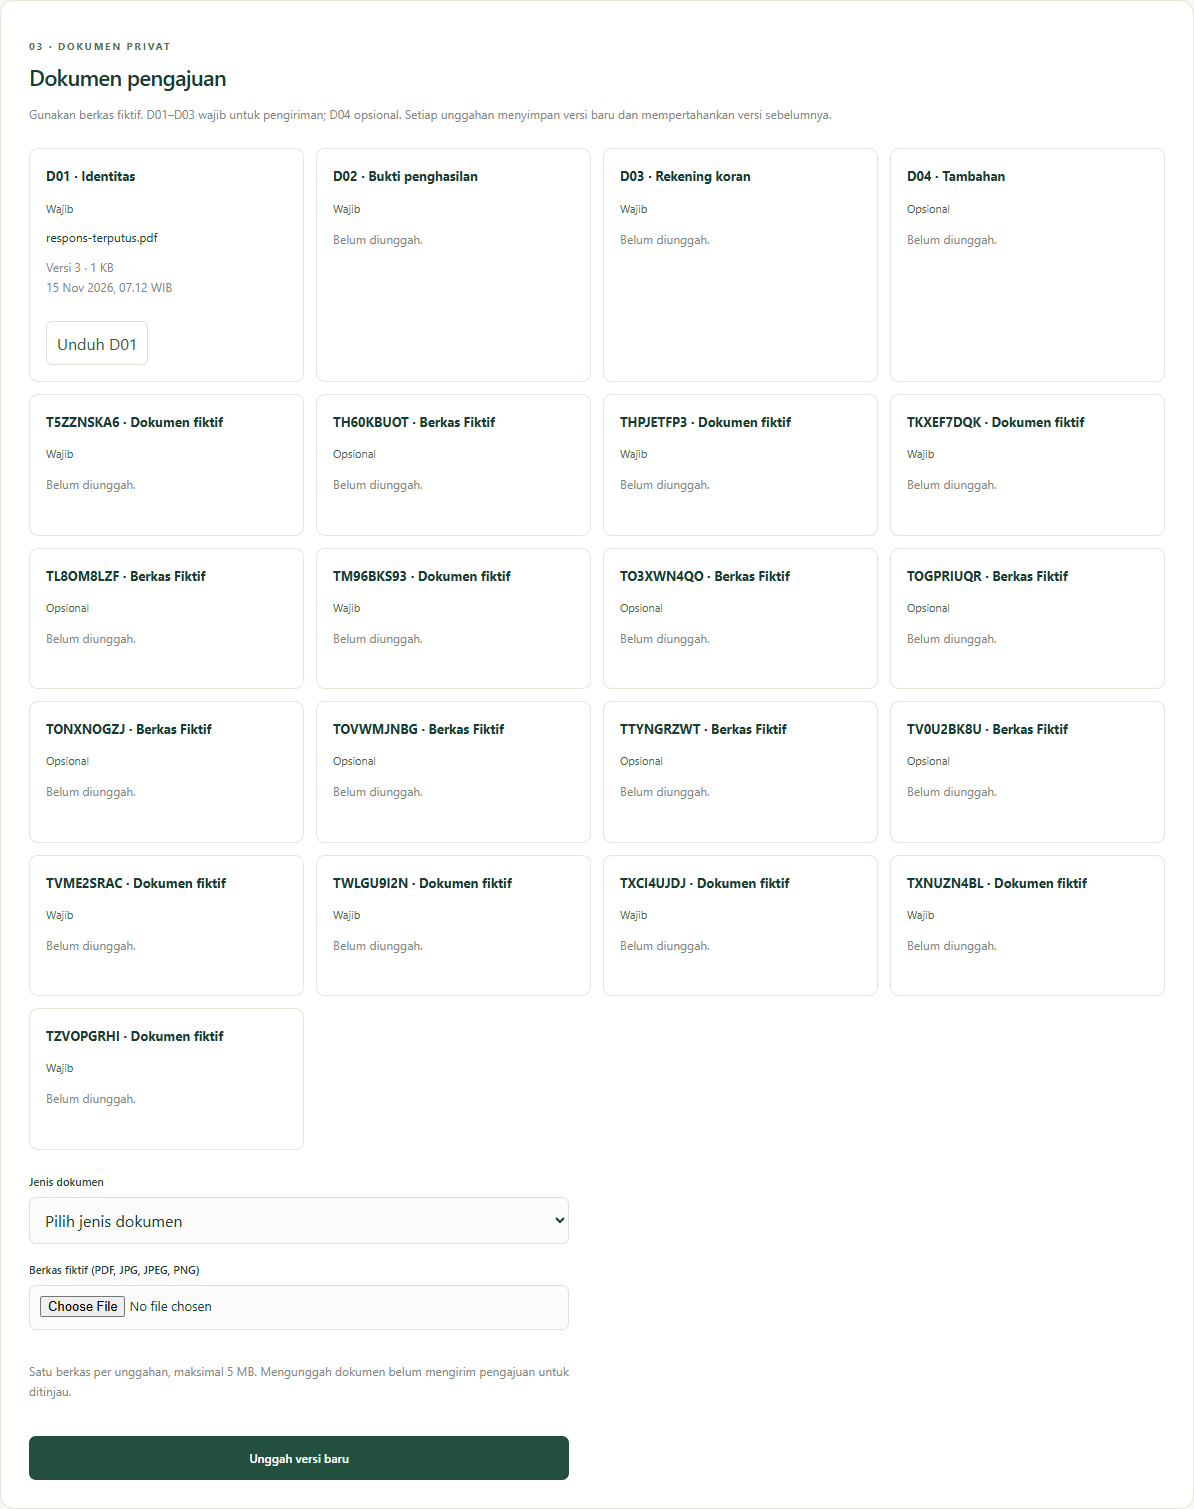 03 · DOKUMEN PRIVAT
Dokumen pengajuan
Gunakan berkas fiktif. D01–D03 wajib untuk pengiriman; D04 opsional. Setiap unggahan menyimpan versi baru dan mempertahankan versi sebelumnya.
D01 · Identitas
Wajib
respons-terputus.pdf
Versi 3 · 1 KB
15 Nov 2026, 07.12 WIB
Unduh D01
D02 · Bukti penghasilan
Wajib
Belum diunggah.
D03 · Rekening koran
Wajib
Belum diunggah.
D04 · Tambahan
Opsional
Belum diunggah.
T5ZZNSKA6 · Dokumen fiktif
Wajib
Belum diunggah.
TH60KBUOT · Berkas Fiktif
Opsional
Belum diunggah.
THPJETFP3 · Dokumen fiktif
Wajib
Belum diunggah.
TKXEF7DQK · Dokumen fiktif
Wajib
Belum diunggah.
TL8OM8LZF · Berkas Fiktif
Opsional
Belum diunggah.
TM96BKS93 · Dokumen fiktif
Wajib
Belum diunggah.
TO3XWN4QO · Berkas Fiktif
Opsional
Belum diunggah.
TOGPRIUQR · Berkas Fiktif
Opsional
Belum diunggah.
TONXNOGZJ · Berkas Fiktif
Opsional
Belum diunggah.
TOVWMJNBG · Berkas Fiktif
Opsional
Belum diunggah.
TTYNGRZWT · Berkas Fiktif
Opsional
Belum diunggah.
TV0U2BK8U · Berkas Fiktif
Opsional
Belum diunggah.
TVME2SRAC · Dokumen fiktif
Wajib
Belum diunggah.
TWLGU9I2N · Dokumen fiktif
Wajib
Belum diunggah.
TXCI4UJDJ · Dokumen fiktif
Wajib
Belum diunggah.
TXNUZN4BL · Dokumen fiktif
Wajib
Belum diunggah.
TZVOPGRHI · Dokumen fiktif
Wajib
Belum diunggah.
Jenis dokumen
Pilih jenis dokumen
Berkas fiktif (PDF, JPG, JPEG, PNG)
Choose File No file chosen
Satu berkas per unggahan, maksimal 5 MB. Mengunggah dokumen belum mengirim pengajuan untuk
ditinjau.
Unggah versi baru